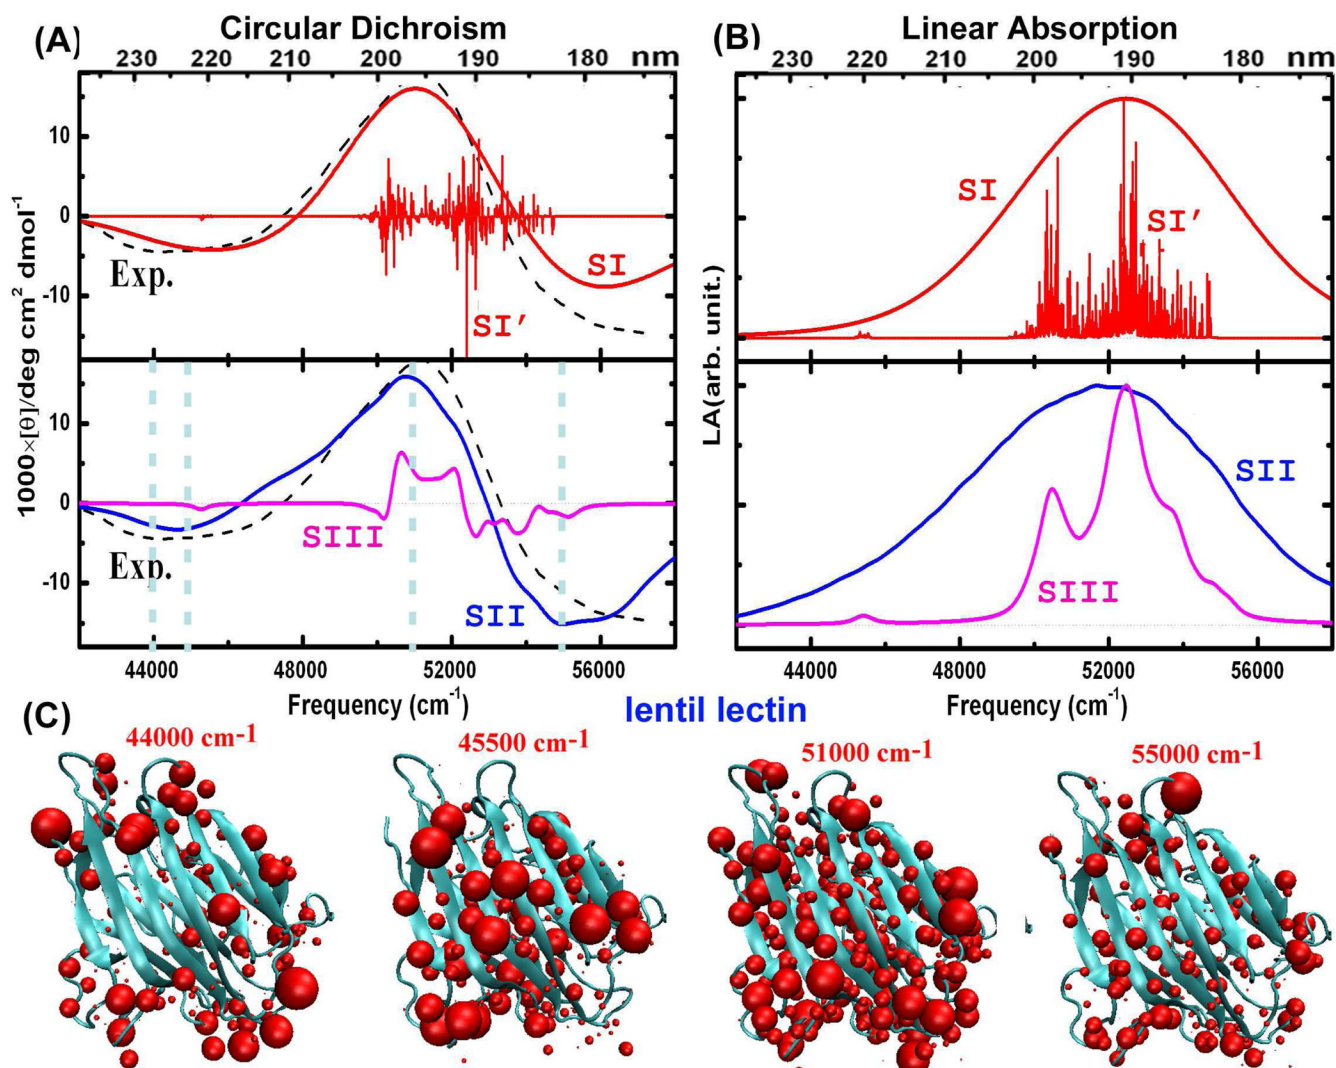 (A) Circular Dichroism
230 220 210 200 190 180 nm
10
0
-10
SI
Exp.
SI'
10
0
-10
SIII
Exp.
SII
1000×[θ]/deg cm² dmol⁻¹
44000 48000 52000 56000
Frequency (cm⁻¹)
(B) Linear Absorption
230 220 210 200 190 180 nm
SI
SI'
LA(arb. unit.)
SII
SIII
44000 48000 52000 56000
Frequency (cm⁻¹)
lentil lectin
(C)
44000 cm⁻¹ 45500 cm⁻¹ 51000 cm⁻¹ 55000 cm⁻¹